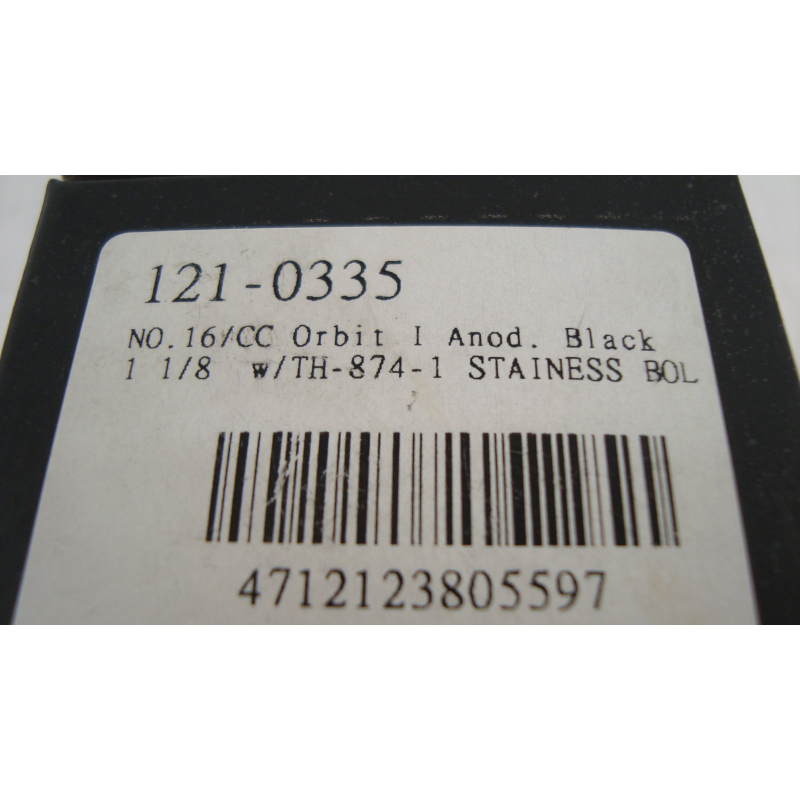 121-0335
NO.16/CC Orbit I Anod. Black
1 1/8 w/TH-874-1 STAINESS BOL
4712123805597